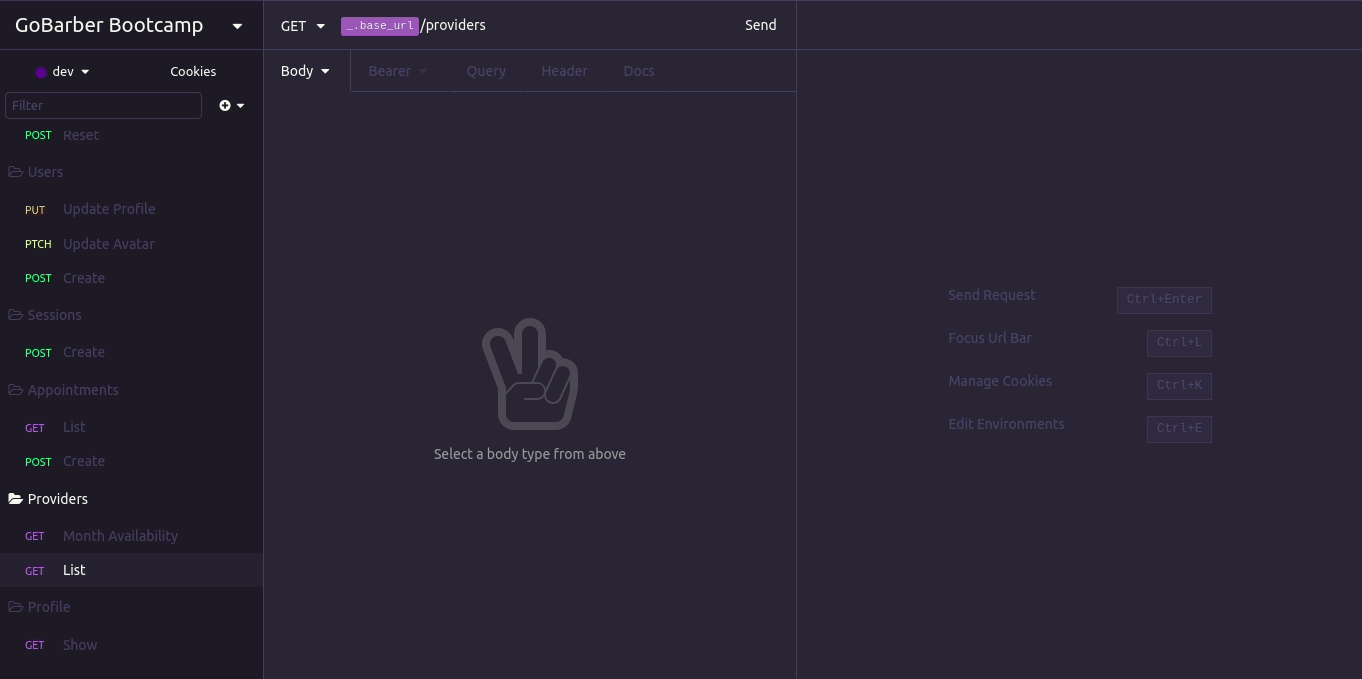 GoBarber Bootcamp
dev
Cookies
Filter
POST Reset
Users
PUT Update Profile
PTCH Update Avatar
POST Create
Sessions
POST Create
Appointments
GET List
POST Create
Providers
GET Month Availability
GET List
Profile
GET Show
GET _.base_url/providers Send
Body Bearer Query Header Docs
Select a body type from above
Send Request Ctrl+Enter
Focus Url Bar Ctrl+L
Manage Cookies Ctrl+K
Edit Environments Ctrl+E